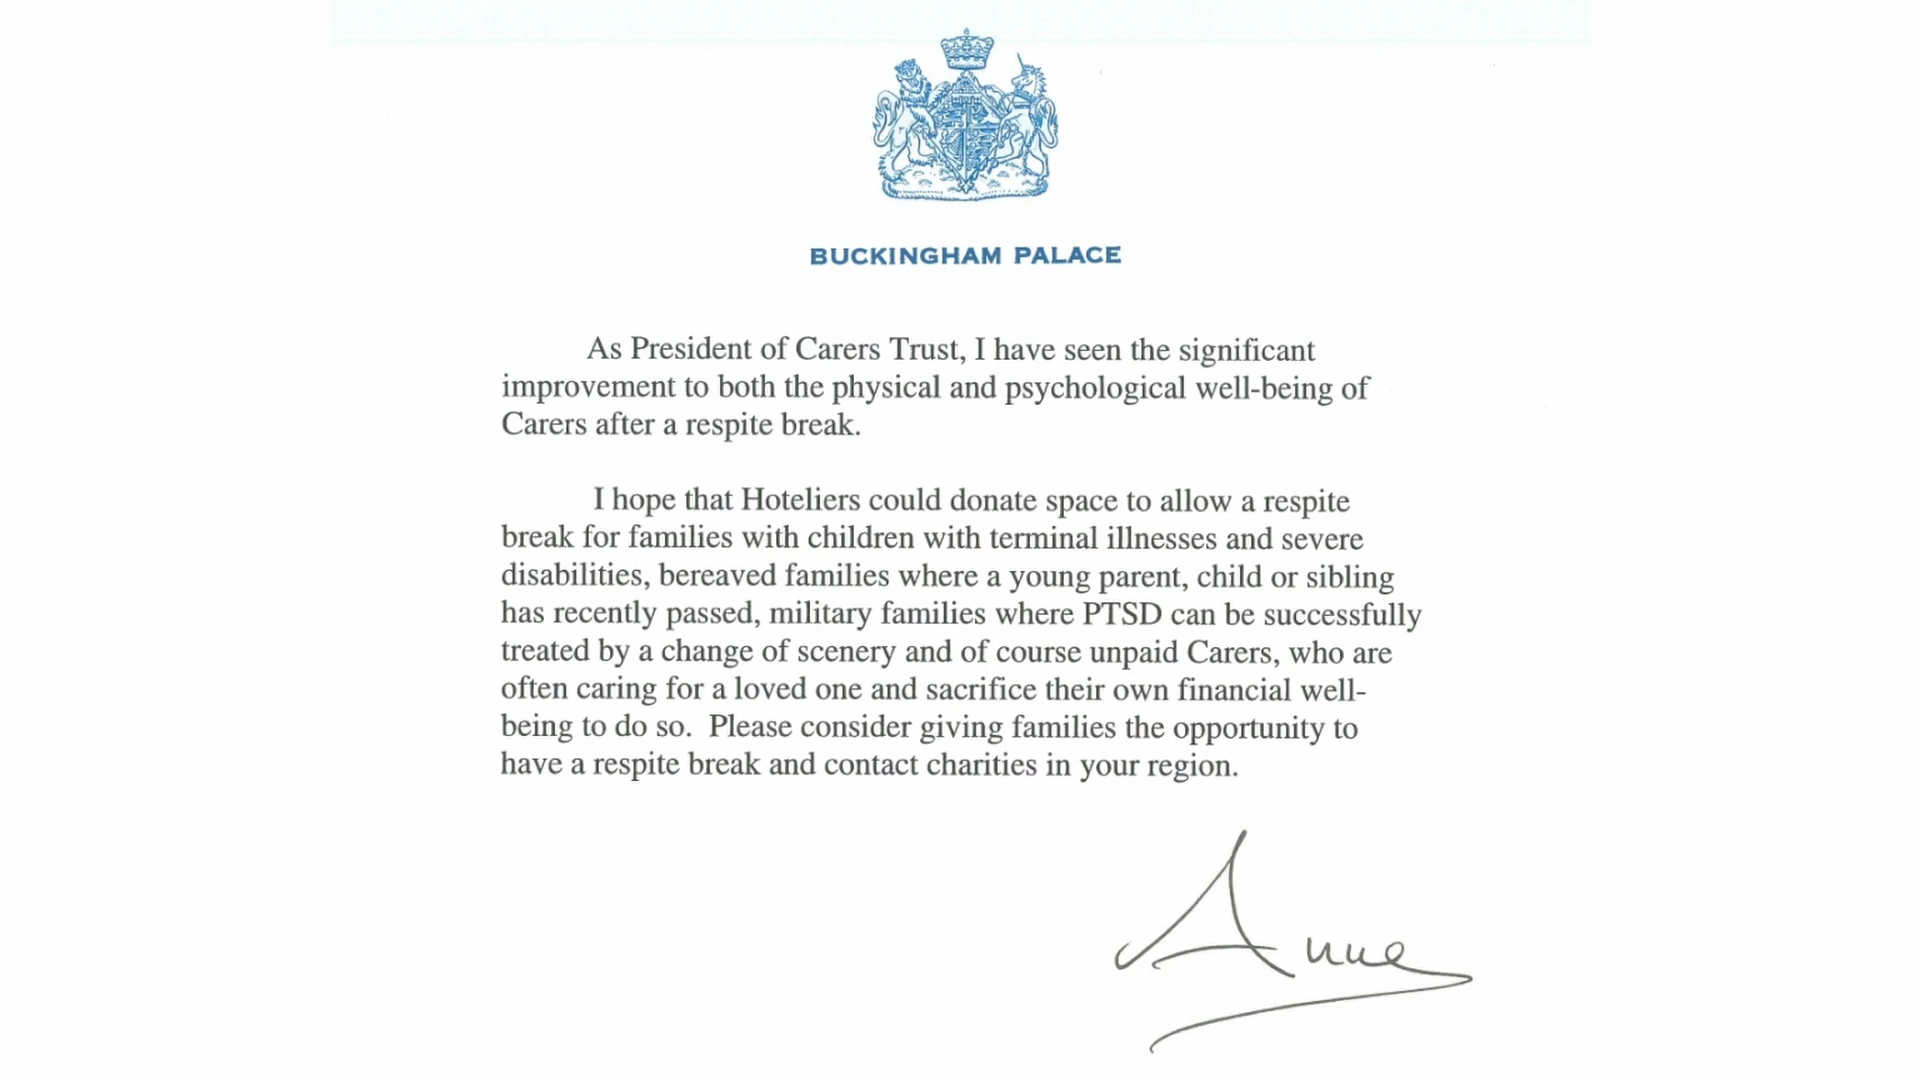 BUCKINGHAM PALACE
As President of Carers Trust, I have seen the significant
improvement to both the physical and psychological well-being of
Carers after a respite break.
I hope that Hoteliers could donate space to allow a respite
break for families with children with terminal illnesses and severe
disabilities, bereaved families where a young parent, child or sibling
has recently passed, military families where PTSD can be successfully
treated by a change of scenery and of course unpaid Carers, who are
often caring for a loved one and sacrifice their own financial well-
being to do so.  Please consider giving families the opportunity to
have a respite break and contact charities in your region.
Anne